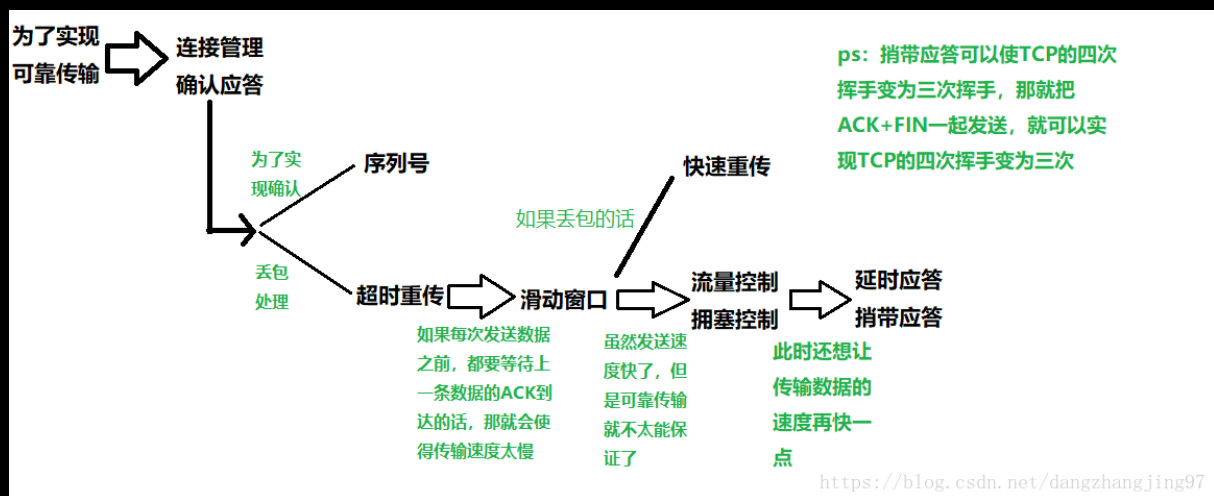 为了实现
可靠传输
连接管理
确认应答
ps：捎带应答可以使TCP的四次
挥手变为三次挥手，那就把
ACK+FIN一起发送，就可以实
现TCP的四次挥手变为三次
为了实
现确认
序列号
快速重传
如果丢包的话
丢包
处理
超时重传
滑动窗口
流量控制
拥塞控制
延时应答
捎带应答
如果每次发送数据
之前，都要等待上
一条数据的ACK到
达的话，那就会使
得传输速度太慢
虽然发送速
度快了，但
是可靠传输
就不太能保
证了
此时还想让
传输数据的
速度再快一
点
https://blog.csdn.net/dangzhangjing97